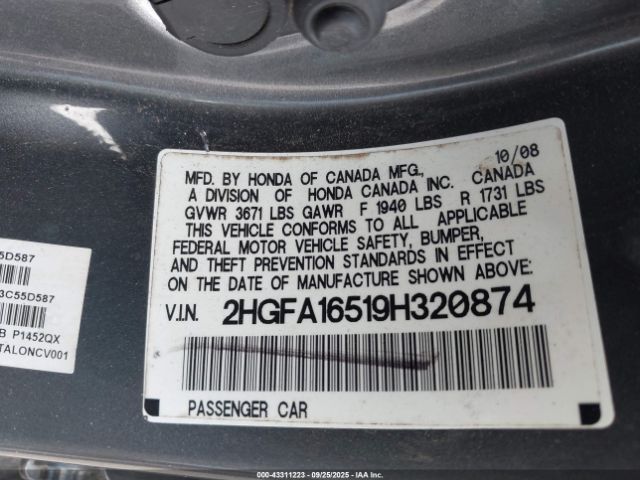 10/08
MFD. BY HONDA OF CANADA MFG.,
A DIVISION OF HONDA CANADA INC. CANADA
GVWR 3671 LBS GAWR F 1940 LBS R 1731 LBS
THIS VEHICLE CONFORMS TO ALL APPLICABLE
FEDERAL MOTOR VEHICLE SAFETY, BUMPER,
AND THEFT PREVENTION STANDARDS IN EFFECT
ON THE DATE OF MANUFACTURE SHOWN ABOVE:
V.I.N. 2HGFA16519H320874
PASSENGER CAR
55D587
3C55D587
B P1452QX
TALONCV001
000-43311223 | 09/25/2025 | IAA Holdings, LLC